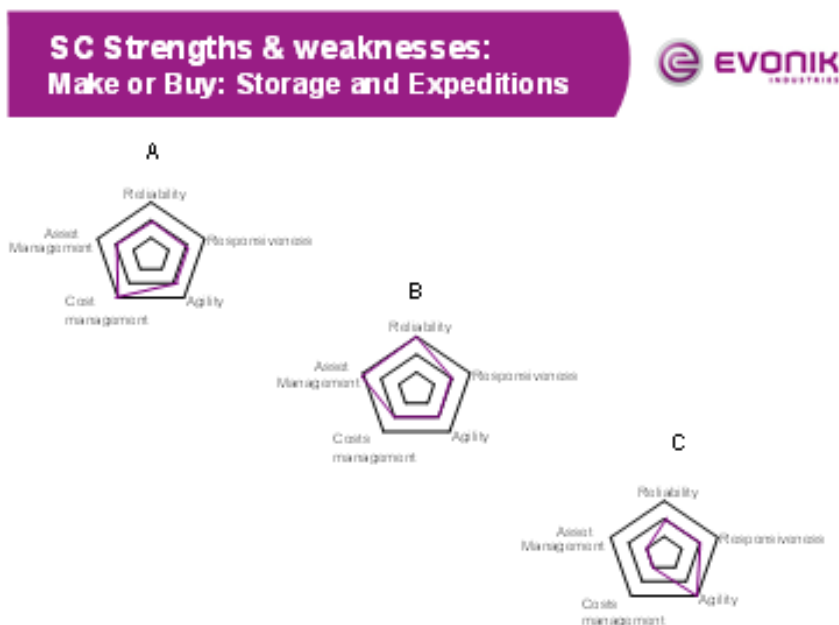 SC Strengths & weaknesses:
Make or Buy: Storage and Expeditions
EVONIK
INDUSTRIES
A
Reliability
Asset
Management
Responsiveness
Cost
management
Agility
B
Reliability
Asset
Management
Responsiveness
Costs
management
Agility
C
Reliability
Asset
Management
Responsiveness
Costs
management
Agility